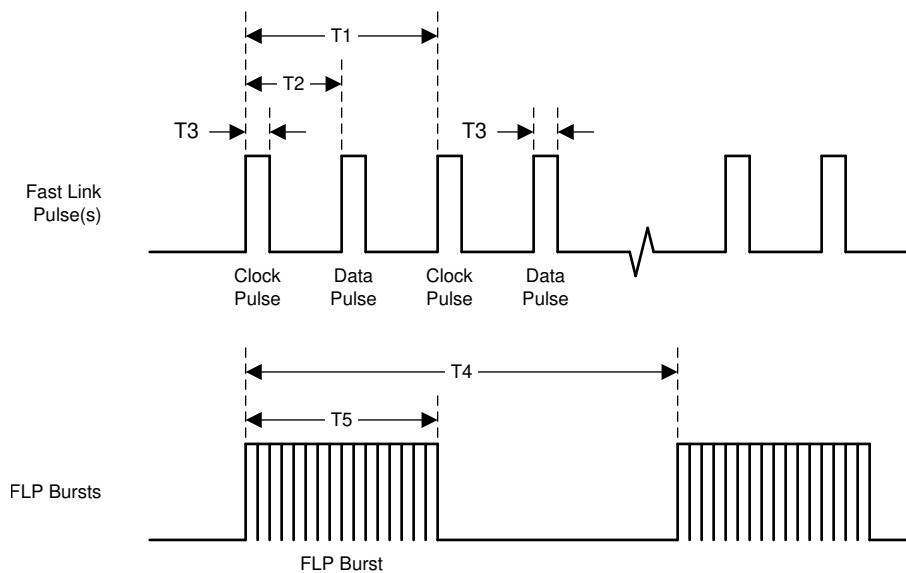 T1
T2
T3
T3
Fast Link
Pulse(s)
Clock
Pulse
Data
Pulse
Clock
Pulse
Data
Pulse
T4
T5
FLP Bursts
FLP Burst